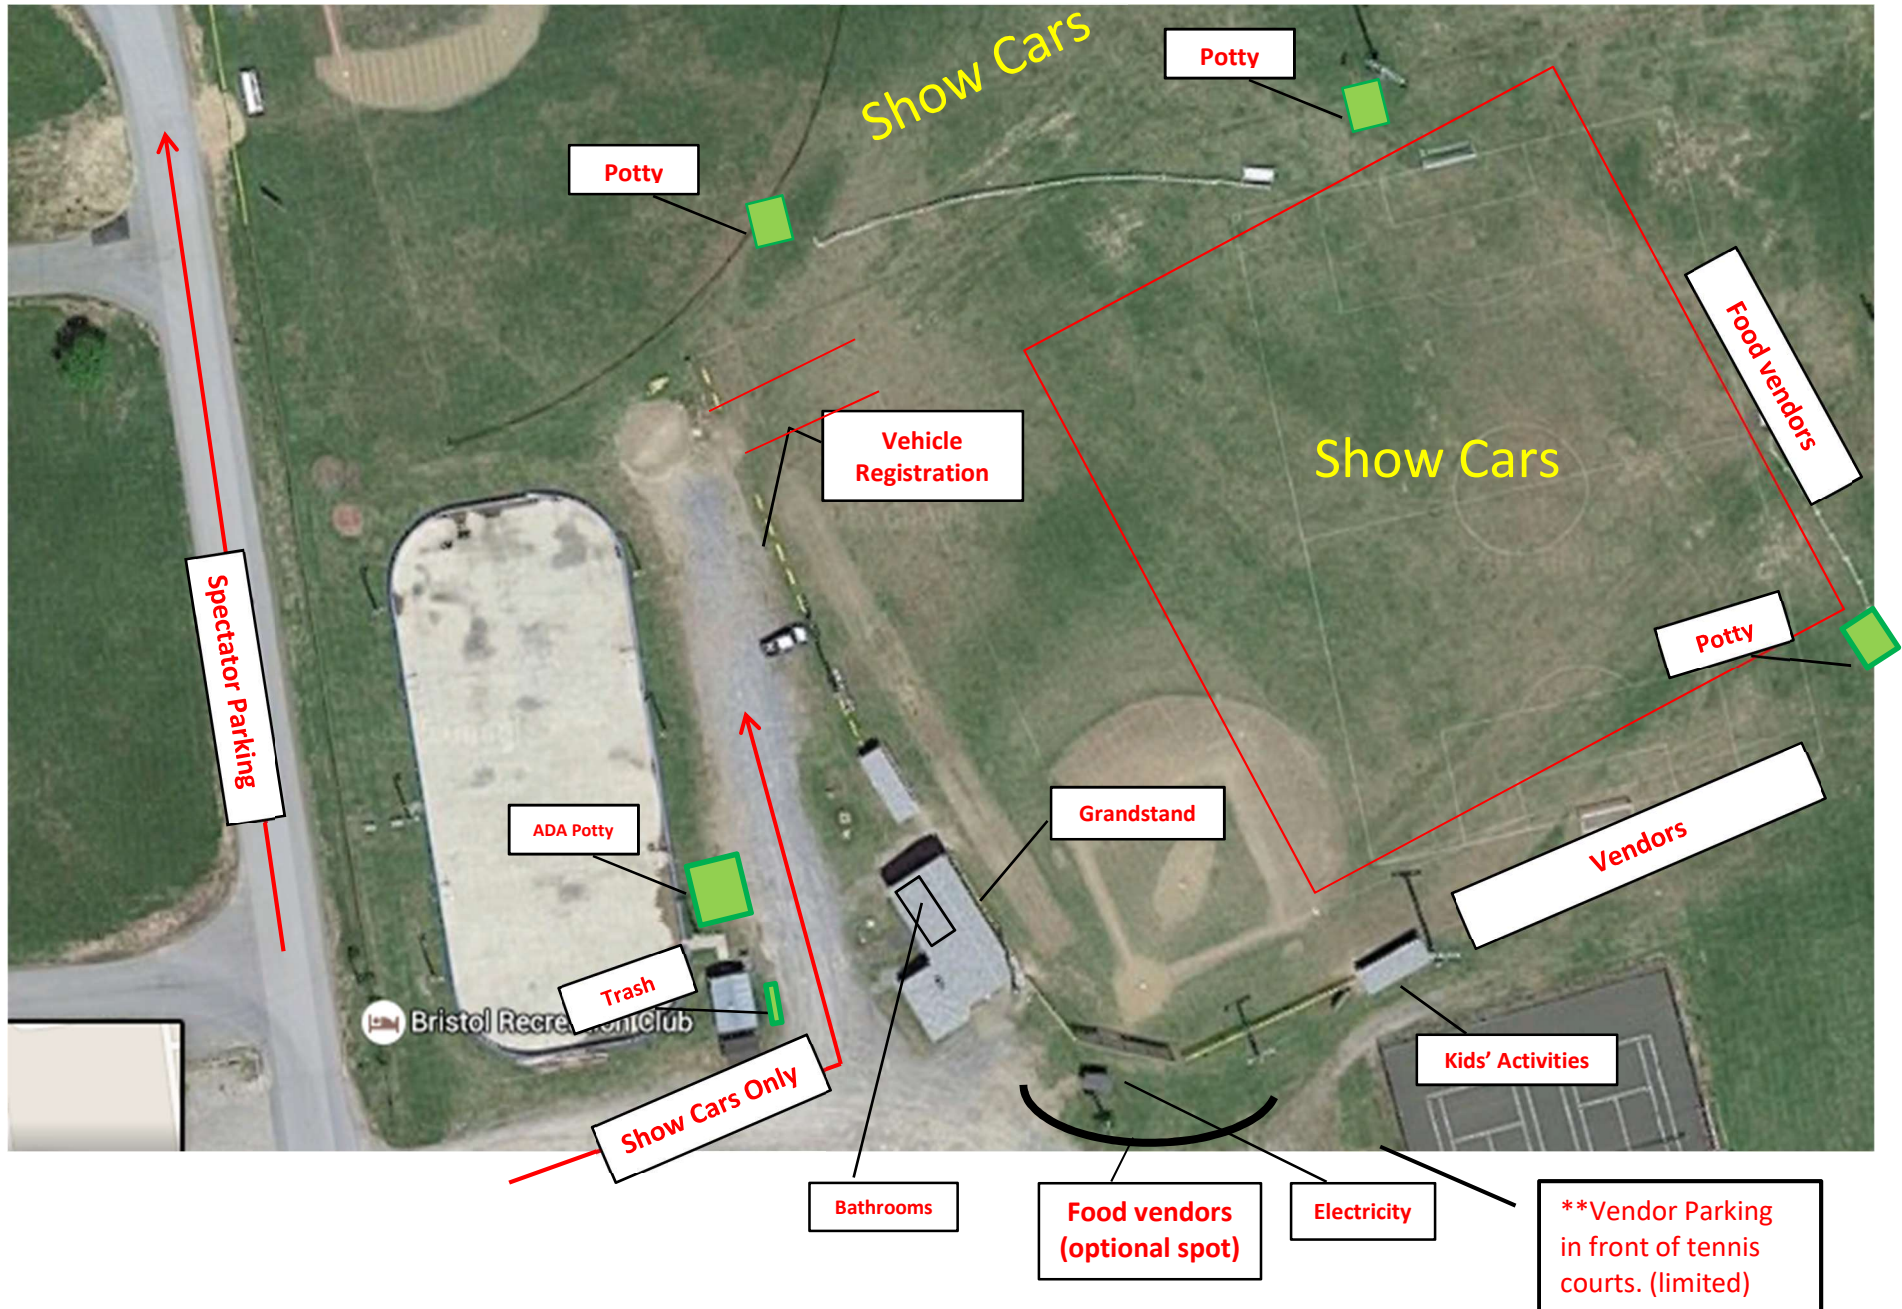 Show Cars
Potty
Potty
Food vendors
Vehicle
Registration
Show Cars
Spectator Parking
Potty
Grandstand
ADA Potty
Vendors
Trash
Bristol Recreation Club
Show Cars Only
Kids' Activities
Bathrooms
Food vendors
(optional spot)
Electricity
**Vendor Parking
in front of tennis
courts. (limited)